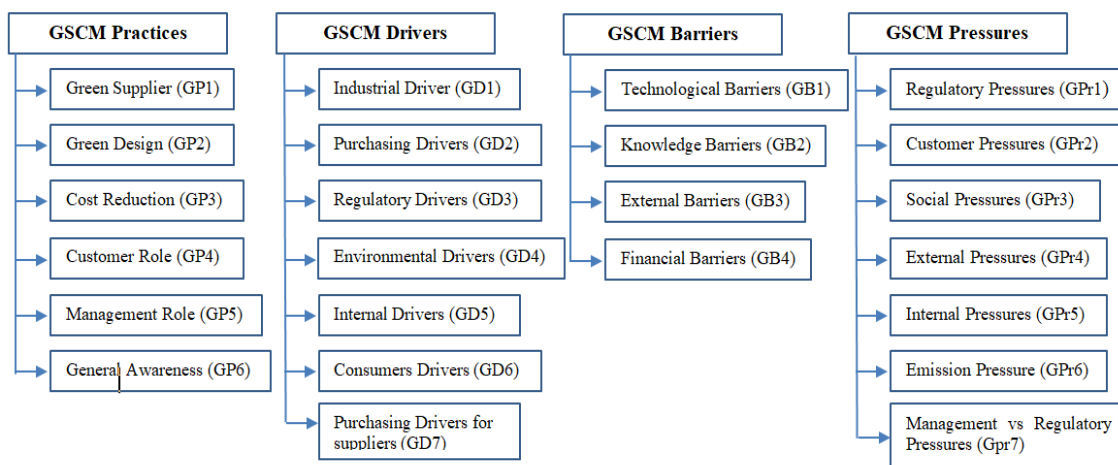 GSCM Practices
Green Supplier (GP1)
Green Design (GP2)
Cost Reduction (GP3)
Customer Role (GP4)
Management Role (GP5)
General Awareness (GP6)
GSCM Drivers
Industrial Driver (GD1)
Purchasing Drivers (GD2)
Regulatory Drivers (GD3)
Environmental Drivers (GD4)
Internal Drivers (GD5)
Consumers Drivers (GD6)
Purchasing Drivers for
suppliers (GD7)
GSCM Barriers
Technological Barriers (GB1)
Knowledge Barriers (GB2)
External Barriers (GB3)
Financial Barriers (GB4)
GSCM Pressures
Regulatory Pressures (GPr1)
Customer Pressures (GPr2)
Social Pressures (GPr3)
External Pressures (GPr4)
Internal Pressures (GPr5)
Emission Pressure (GPr6)
Management vs Regulatory
Pressures (Gpr7)